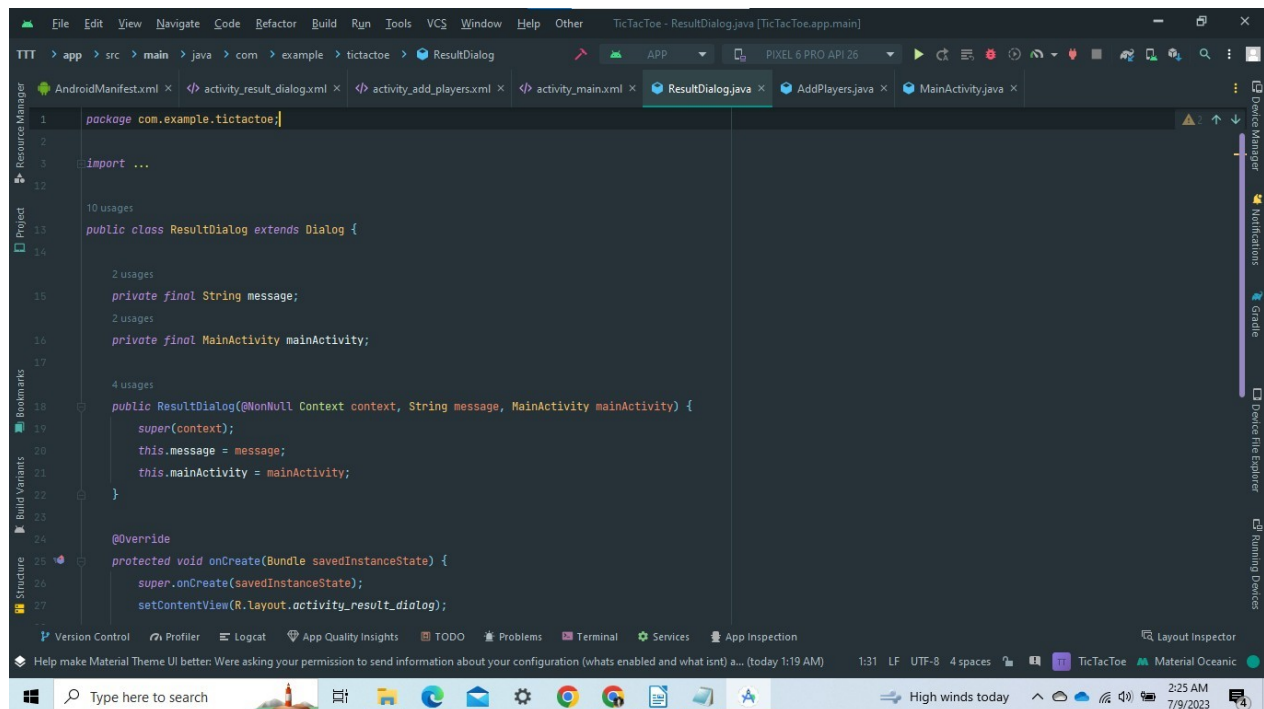 File Edit View Navigate Code Refactor Build Run Tools VCS Window Help Other TicTacToe - ResultDialog.java [TicTacToe.app.main]
TTT > app > src > main > java > com > example > tictactoe > ResultDialog APP PIXEL 6 PRO API 26
AndroidManifest.xml × activity_result_dialog.xml × activity_add_players.xml × activity_main.xml × ResultDialog.java × AddPlayers.java × MainActivity.java ×
Resource Manager
Project
Bookmarks
Build Variants
Structure
1 package com.example.tictactoe;
2
3 import ...
12
10 usages
13 public class ResultDialog extends Dialog {
14
2 usages
15 private final String message;
2 usages
16 private final MainActivity mainActivity;
17
4 usages
18 public ResultDialog(@NonNull Context context, String message, MainActivity mainActivity) {
19 super(context);
20 this.message = message;
21 this.mainActivity = mainActivity;
22 }
23
24 @Override
25 protected void onCreate(Bundle savedInstanceState) {
26 super.onCreate(savedInstanceState);
27 setContentView(R.layout.activity_result_dialog);
2
Device Manager
Notifications
Gradle
Device File Explorer
Running Devices
Version Control Profiler Logcat App Quality Insights TODO Problems Terminal Services App Inspection Layout Inspector
Help make Material Theme UI better: Were asking your permission to send information about your configuration (whats enabled and what isnt) a... (today 1:19 AM) 1:31 LF UTF-8 4 spaces TT TicTacToe Material Oceanic
Type here to search High winds today 2:25 AM
7/9/2023 4